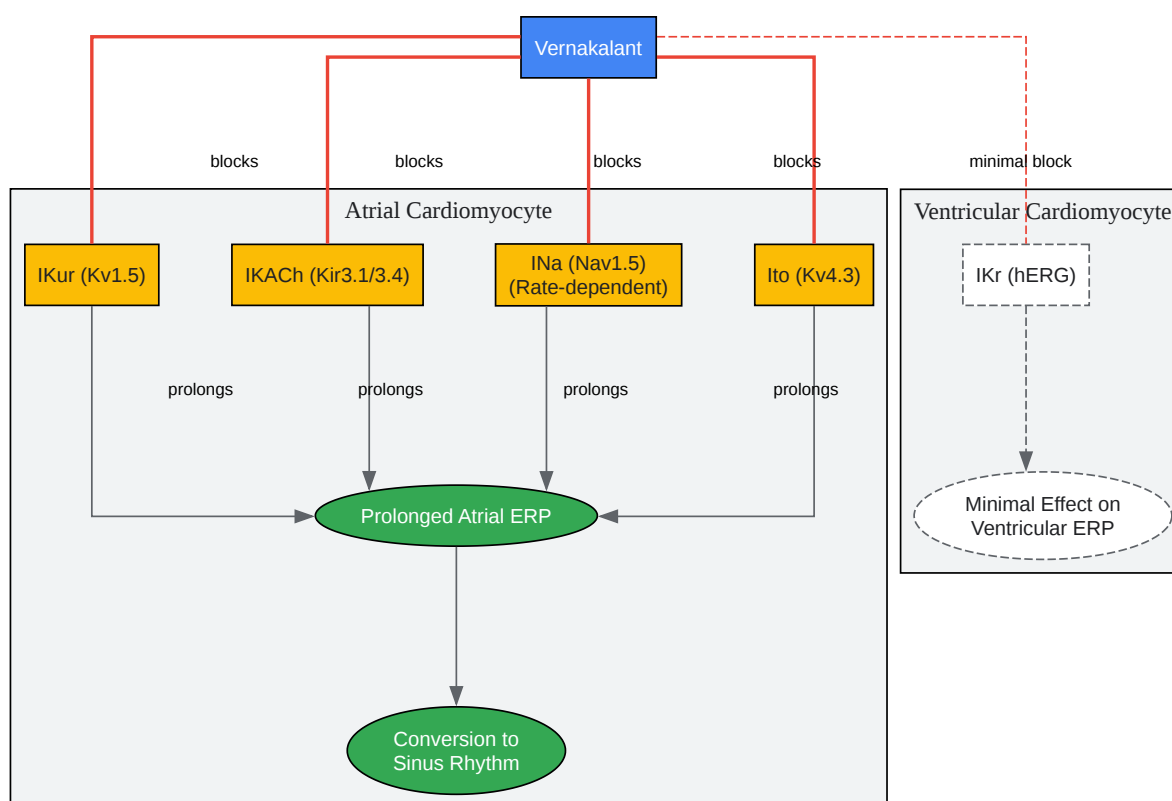 Vernakalant
blocks
blocks
blocks
blocks
minimal block
Atrial Cardiomyocyte
Ventricular Cardiomyocyte
IKur (Kv1.5)
IKACh (Kir3.1/3.4)
INa (Nav1.5)
(Rate-dependent)
Ito (Kv4.3)
IKr (hERG)
prolongs
prolongs
prolongs
prolongs
Prolonged Atrial ERP
Minimal Effect on
Ventricular ERP
Conversion to
Sinus Rhythm